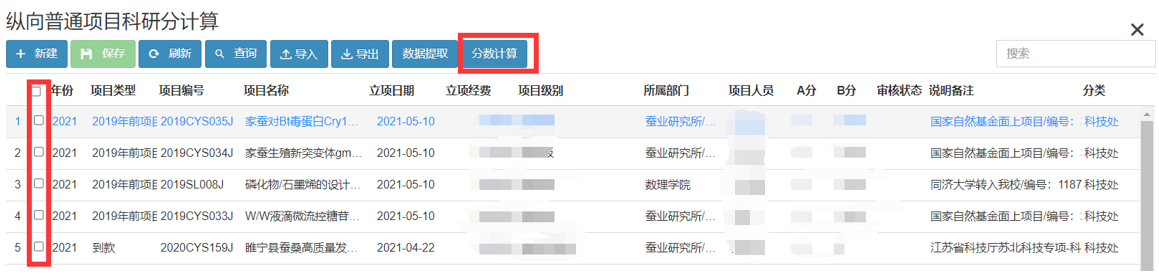 纵向普通项目科研分计算
新建 保存 刷新 查询 导入 导出 数据提取 分数计算 搜索
年份 项目类型 项目编号 项目名称 立项日期 立项经费 项目级别 所属部门 项目人员 A分 B分 审核状态 说明备注 分类
1 2021 2019年前项目 2019CYS035J 家蚕对Bt毒蛋白Cry1... 2021-05-10 蚕业研究所/... 国家自然基金面上项目/编号: 科技处
2 2021 2019年前项目 2019CYS034J 家蚕生殖新突变体gm... 2021-05-10 蚕业研究所/... 国家自然基金面上项目/编号: 科技处
3 2021 2019年前项目 2019SL008J 磷化物/石墨烯的设计... 2021-05-10 数理学院 同济大学转入我校/编号: 1187 科技处
4 2021 2019年前项目 2019CYS033J W/W液滴微流控糖苷... 2021-05-10 蚕业研究所/... 国家自然基金面上项目/编号: 科技处
5 2021 到款 2020CYS159J 睢宁县蚕桑高质量发... 2021-04-22 蚕业研究所/... 江苏省科技厅苏北科技专项-科 科技处